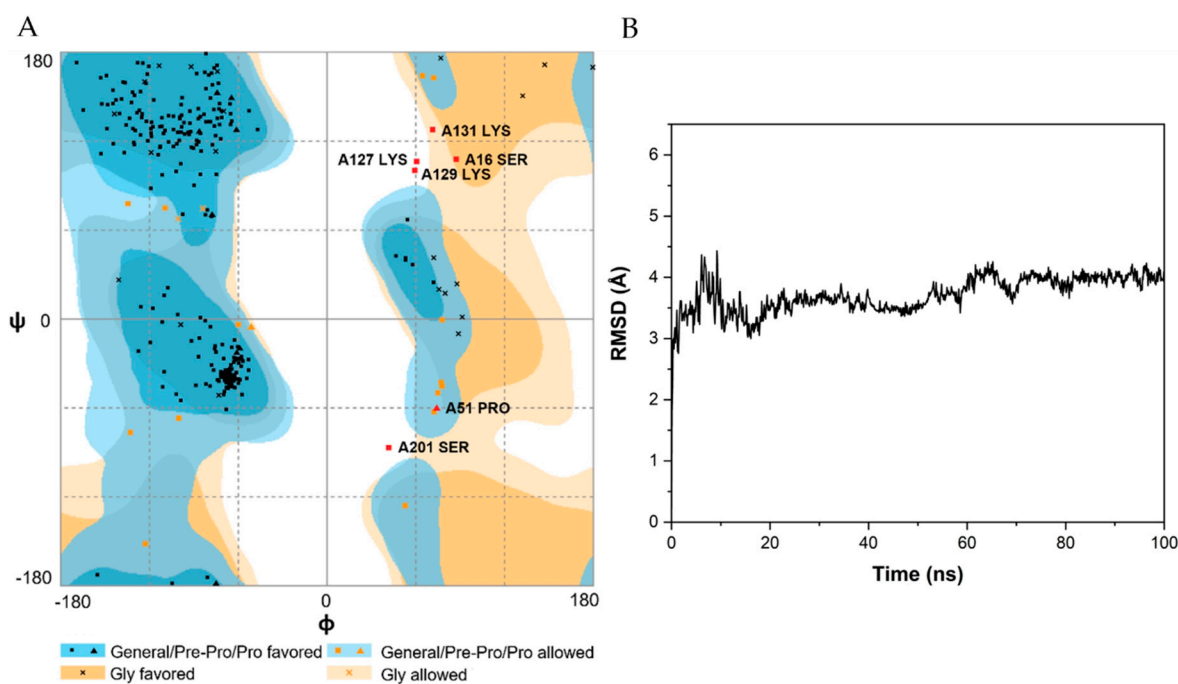 A
B
180
A131 LYS
A127 LYS
A16 SER
A129 LYS
ψ
0
A51 PRO
A201 SER
-180
-180
0
180
ϕ
General/Pre-Pro/Pro favored
General/Pre-Pro/Pro allowed
Gly favored
Gly allowed
RMSD (Å)
6
5
4
3
2
1
0
0
20
40
60
80
100
Time (ns)